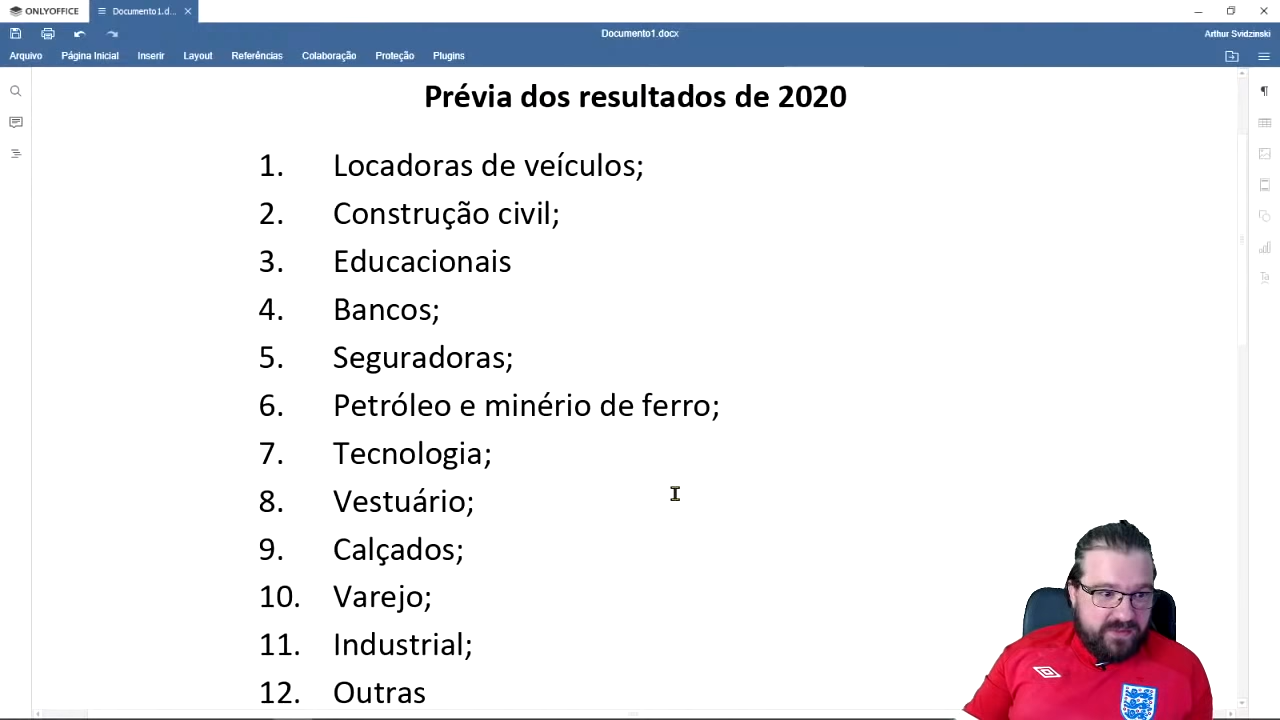 ONLYOFFICE
Documento1.d...
Documento1.docx
Arthur Svidzinski
Arquivo Página Inicial Inserir Layout Referências Colaboração Proteção Plugins
Prévia dos resultados de 2020
1. Locadoras de veículos;
2. Construção civil;
3. Educacionais
4. Bancos;
5. Seguradoras;
6. Petróleo e minério de ferro;
7. Tecnologia;
8. Vestuário;
9. Calçados;
10. Varejo;
11. Industrial;
12. Outras